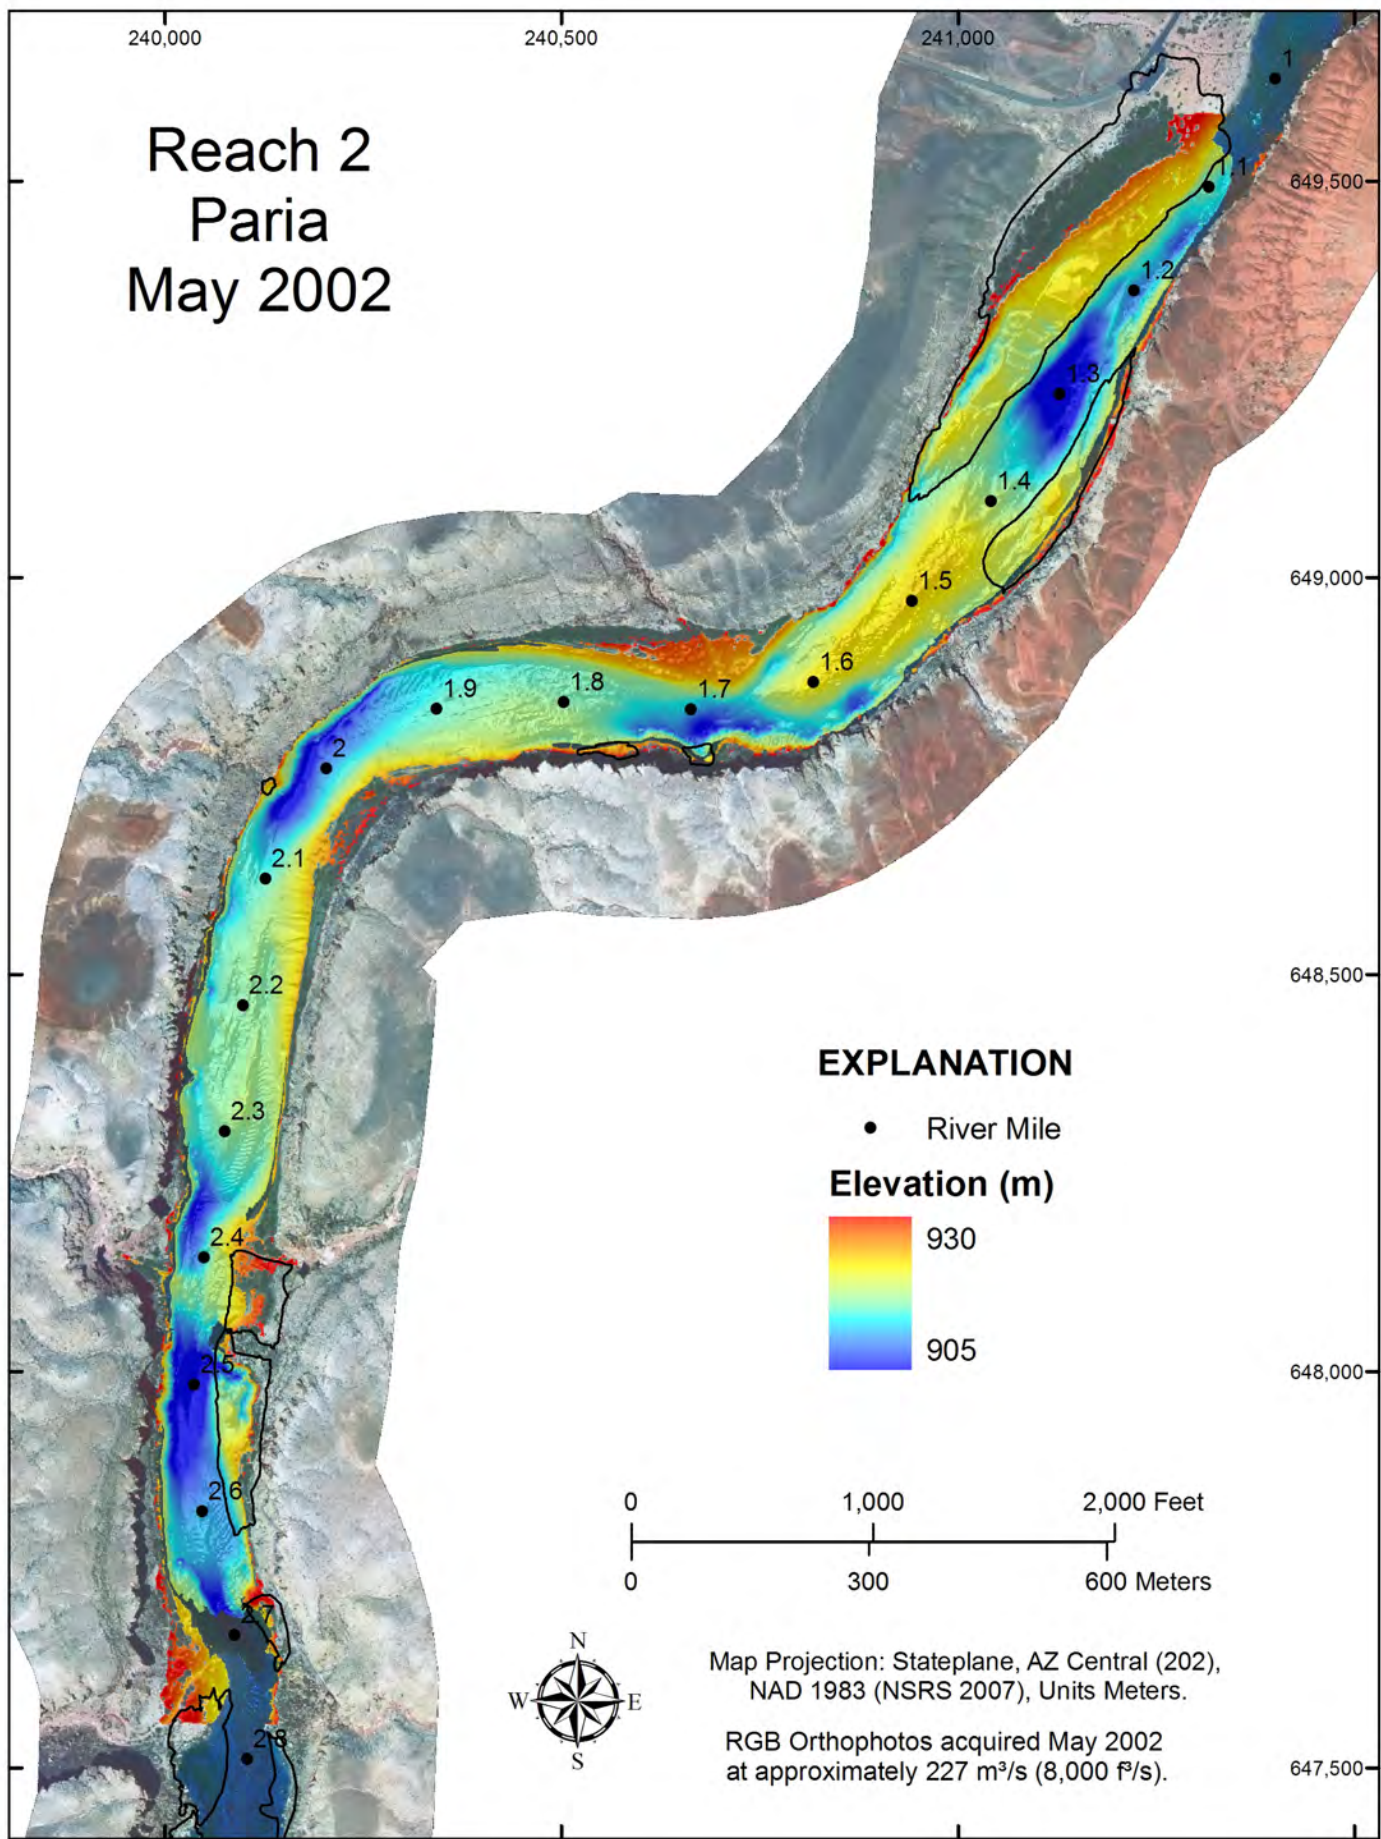 240,000
240,500
241,000
Reach 2
Paria
May 2002
1
1.1
649,500
1.2
1.3
1.4
649,000
1.5
1.6
1.7
1.8
1.9
2
2.1
2.2
648,500
2.3
2.4
2.5
648,000
2.6
2.7
2.8
647,500
EXPLANATION
River Mile
Elevation (m)
930
905
0 1,000 2,000 Feet
0 300 600 Meters
N
W E
S
Map Projection: Stateplane, AZ Central (202),
NAD 1983 (NSRS 2007), Units Meters.
RGB Orthophotos acquired May 2002
at approximately 227 m³/s (8,000 f³/s).